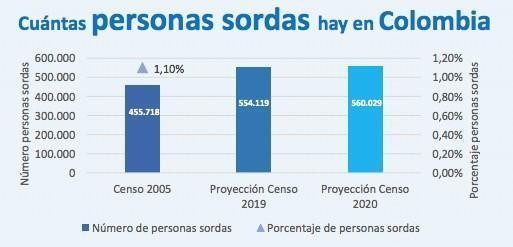 Cuántas personas sordas hay en Colombia
Número personas sordas
600.000
500.000
400.000
300.000
200.000
100.000
0
1,10%
455.718
554.119
560.029
1,20%
1,00%
0,80%
0,60%
0,40%
0,20%
0,00%
Porcentaje personas sordas
Censo 2005
Proyección Censo
2019
Proyección Censo
2020
Número de personas sordas
Porcentaje de personas sordas